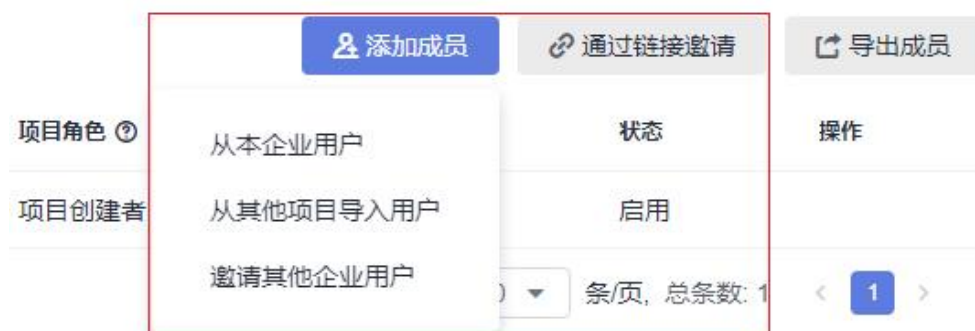 添加成员 通过链接邀请 导出成员
项目角色 状态 操作
从本企业用户
项目创建者 从其他项目导入用户 启用
邀请其他企业用户
条/页, 总条数: 1 < 1 >